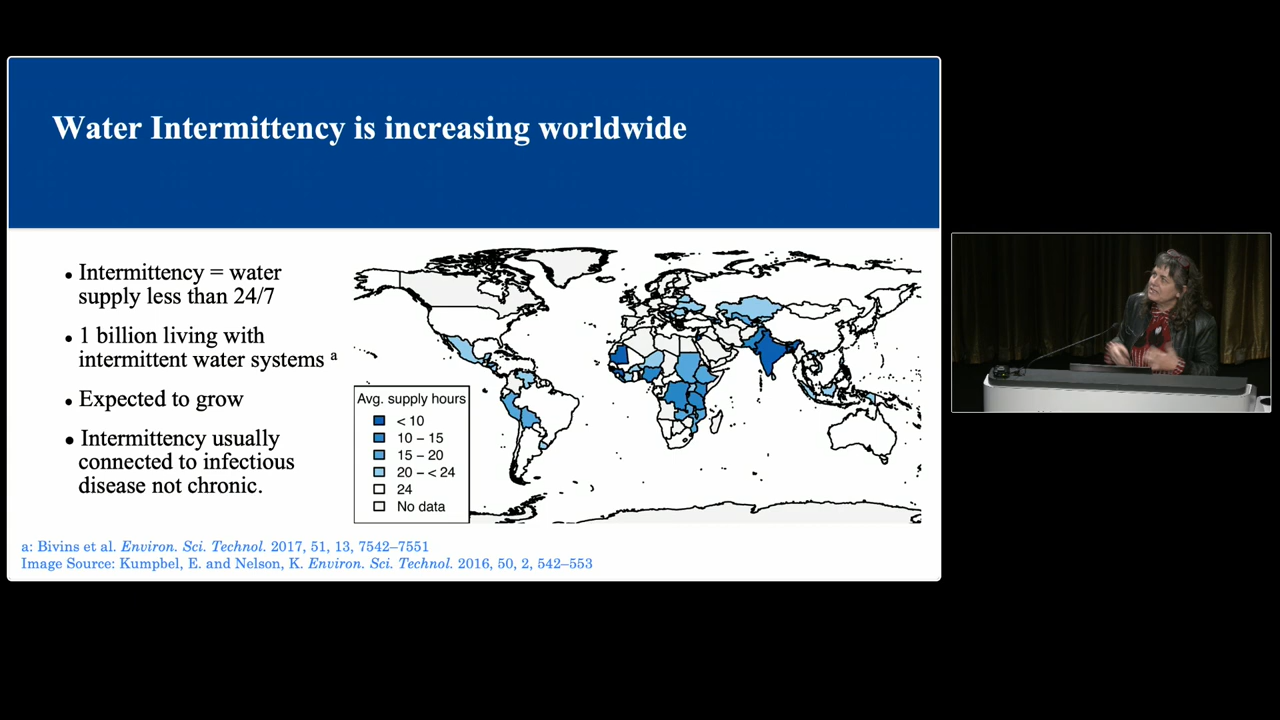 Water Intermittency is increasing worldwide
• Intermittency = water
supply less than 24/7
• 1 billion living with
intermittent water systems a
• Expected to grow
• Intermittency usually
connected to infectious
disease not chronic.
Avg. supply hours
< 10
10 – 15
15 – 20
20 – < 24
24
No data
a: Bivins et al. Environ. Sci. Technol. 2017, 51, 13, 7542–7551
Image Source: Kumpbel, E. and Nelson, K. Environ. Sci. Technol. 2016, 50, 2, 542–553